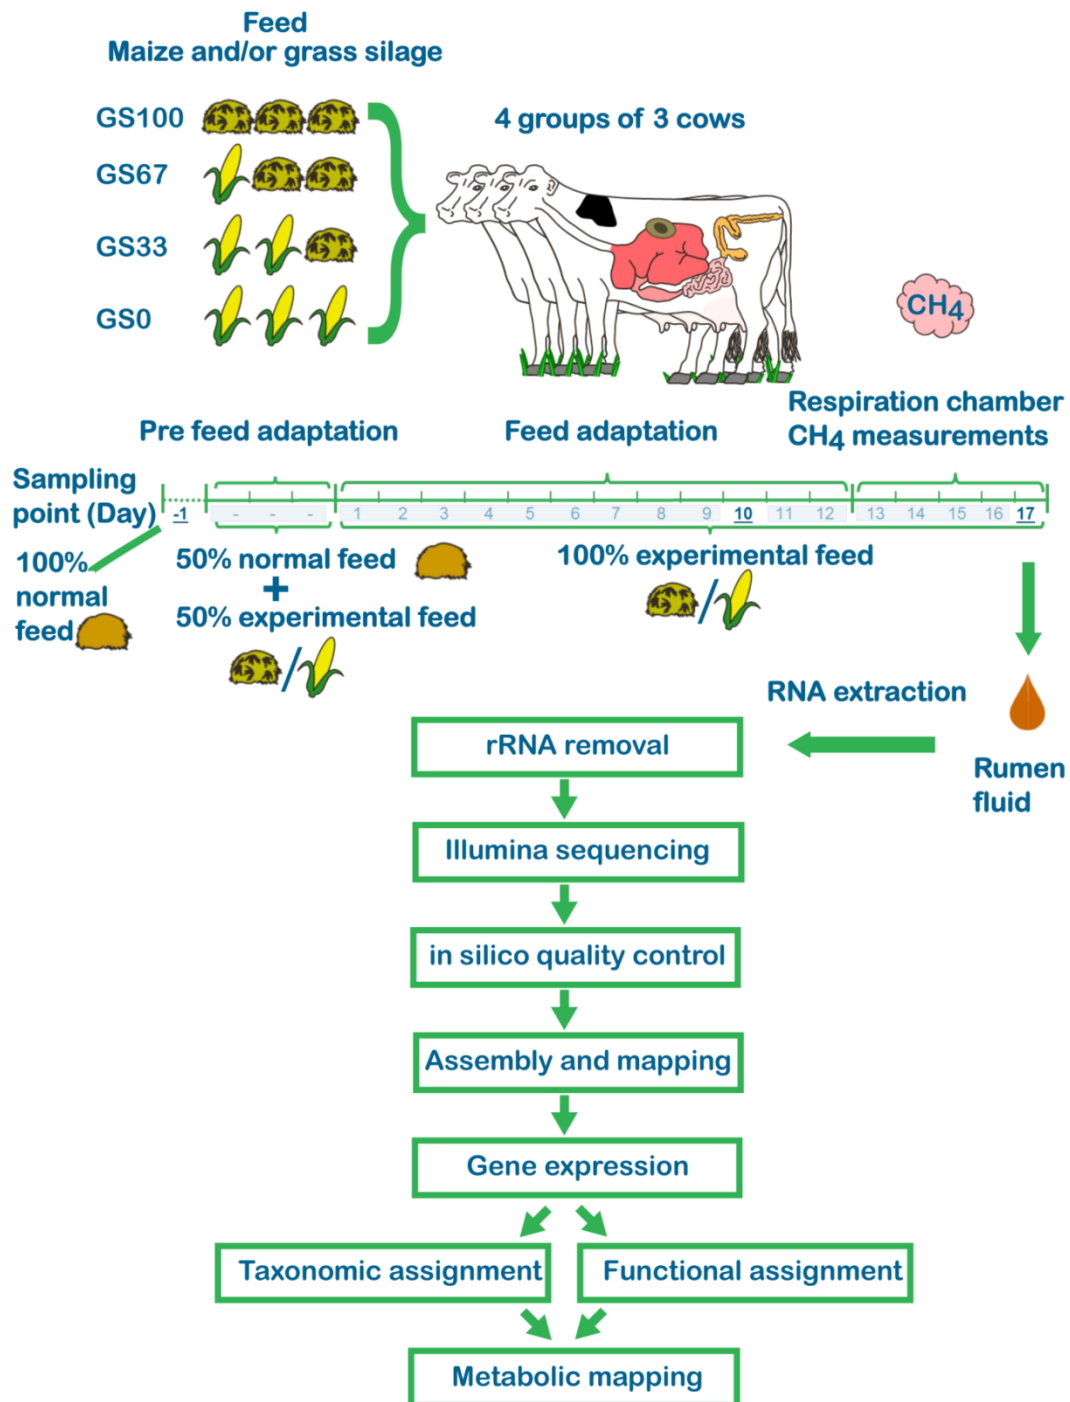 Feed
Maize and/or grass silage
GS100
GS67
GS33
GS0
4 groups of 3 cows
CH4
Pre feed adaptation
Feed adaptation
Respiration chamber
CH4 measurements
Sampling
point (Day)
-1 - - - 1 2 3 4 5 6 7 8 9 10 11 12 13 14 15 16 17
100%
normal
feed
50% normal feed
+
50% experimental feed
/
100% experimental feed
/
RNA extraction
Rumen
fluid
rRNA removal
Illumina sequencing
in silico quality control
Assembly and mapping
Gene expression
Taxonomic assignment
Functional assignment
Metabolic mapping